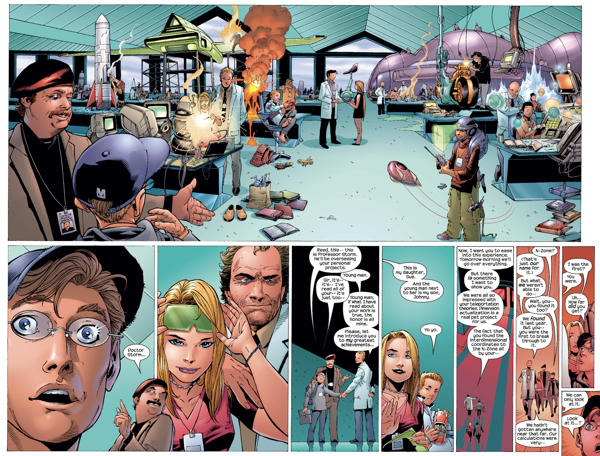 M
Doctor
Storm...
Reed, this-- this
is Professor Storm.
He'll be overseeing
your personal
projects.
Young man.
Sir, it's--
it's-- I've
read all of
your-- it's
just too--
Young man,
if what I have
read about
your work is
true, the
honor is all
mine.
Please, let
me introduce you
to my greatest
achievements...
This is
my daughter,
Sue.
And the
young man next
to her is my son,
Johnny.
Yo yo.
Now, I want you to ease
into this experience.
Tomorrow morning we'll
go over everything.
But there
is something
I want to
show you.
We were all so
impressed with
your teleportation
theories. Dimension
actualization is a
real pet project
for us.
The fact that
you found the
interdimensional
coordinates to
the N-Zone all
by your--
N-Zone?
(That's
just our
name for
it.)
But what
we weren't
able to
do--
Wait, you--
you found it
too?
We found
it last year.
But you--
you were the
first to break
through to
it.
We hadn't
gotten anywhere
near that far. Our
calculations were
very--
I was the
first?
You
were.
Uh,
how far
did you
get?
We can
only look
at it.
Look
at it...?